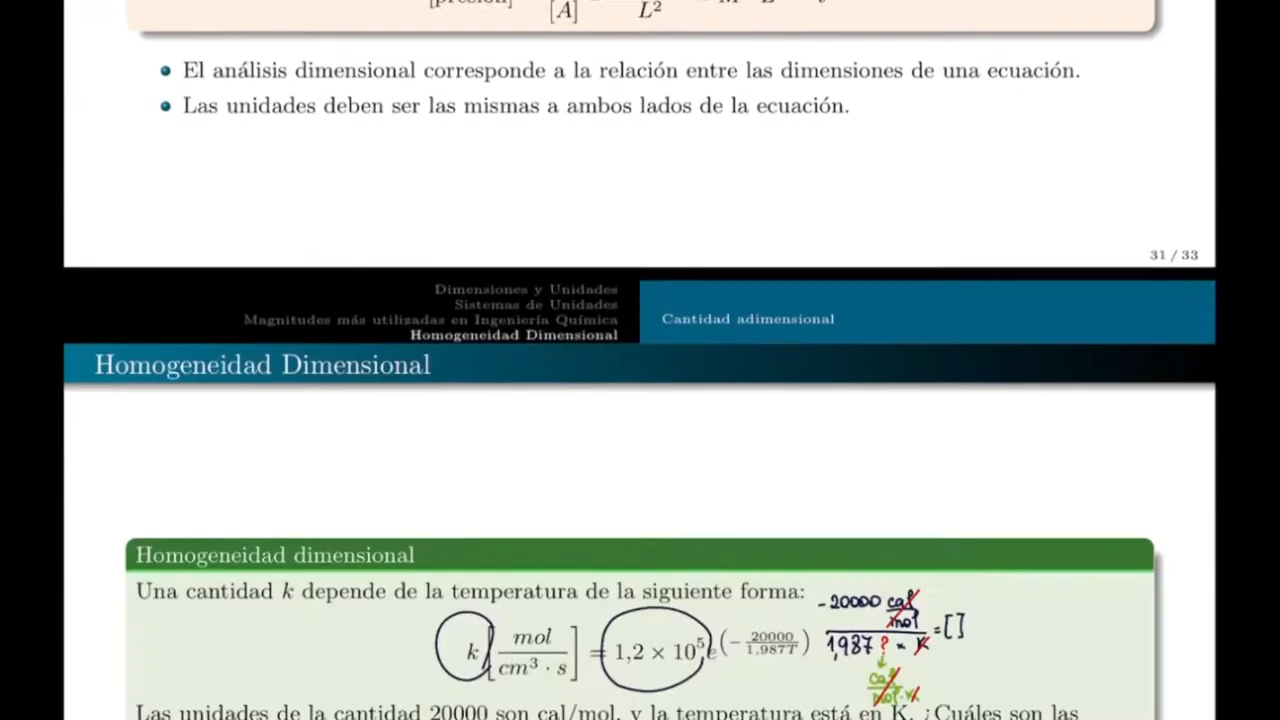 [A] L²
• El análisis dimensional corresponde a la relación entre las dimensiones de una ecuación.
• Las unidades deben ser las mismas a ambos lados de la ecuación.
31 / 33
Dimensiones y Unidades
Sistemas de Unidades
Magnitudes más utilizadas en Ingeniería Química
Homogeneidad Dimensional
Cantidad adimensional
Homogeneidad Dimensional
Homogeneidad dimensional
Una cantidad k depende de la temperatura de la siguiente forma:
k [mol / cm³ · s] = 1,2 × 10⁵ e^(− 20000 / 1,987T)
-20000 cal/mol
1,987 ? * K = [ ]
cal
mol·K
Las unidades de la cantidad 20000 son cal/mol, y la temperatura está en K. ¿Cuáles son las